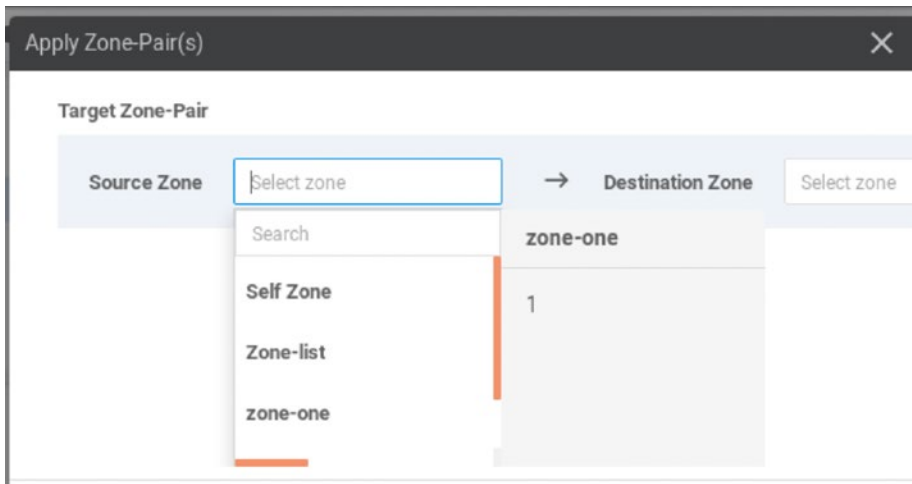 Apply Zone-Pair(s)
Target Zone-Pair
Source Zone Select zone → Destination Zone Select zone
Search zone-one
Self Zone 1
Zone-list
zone-one